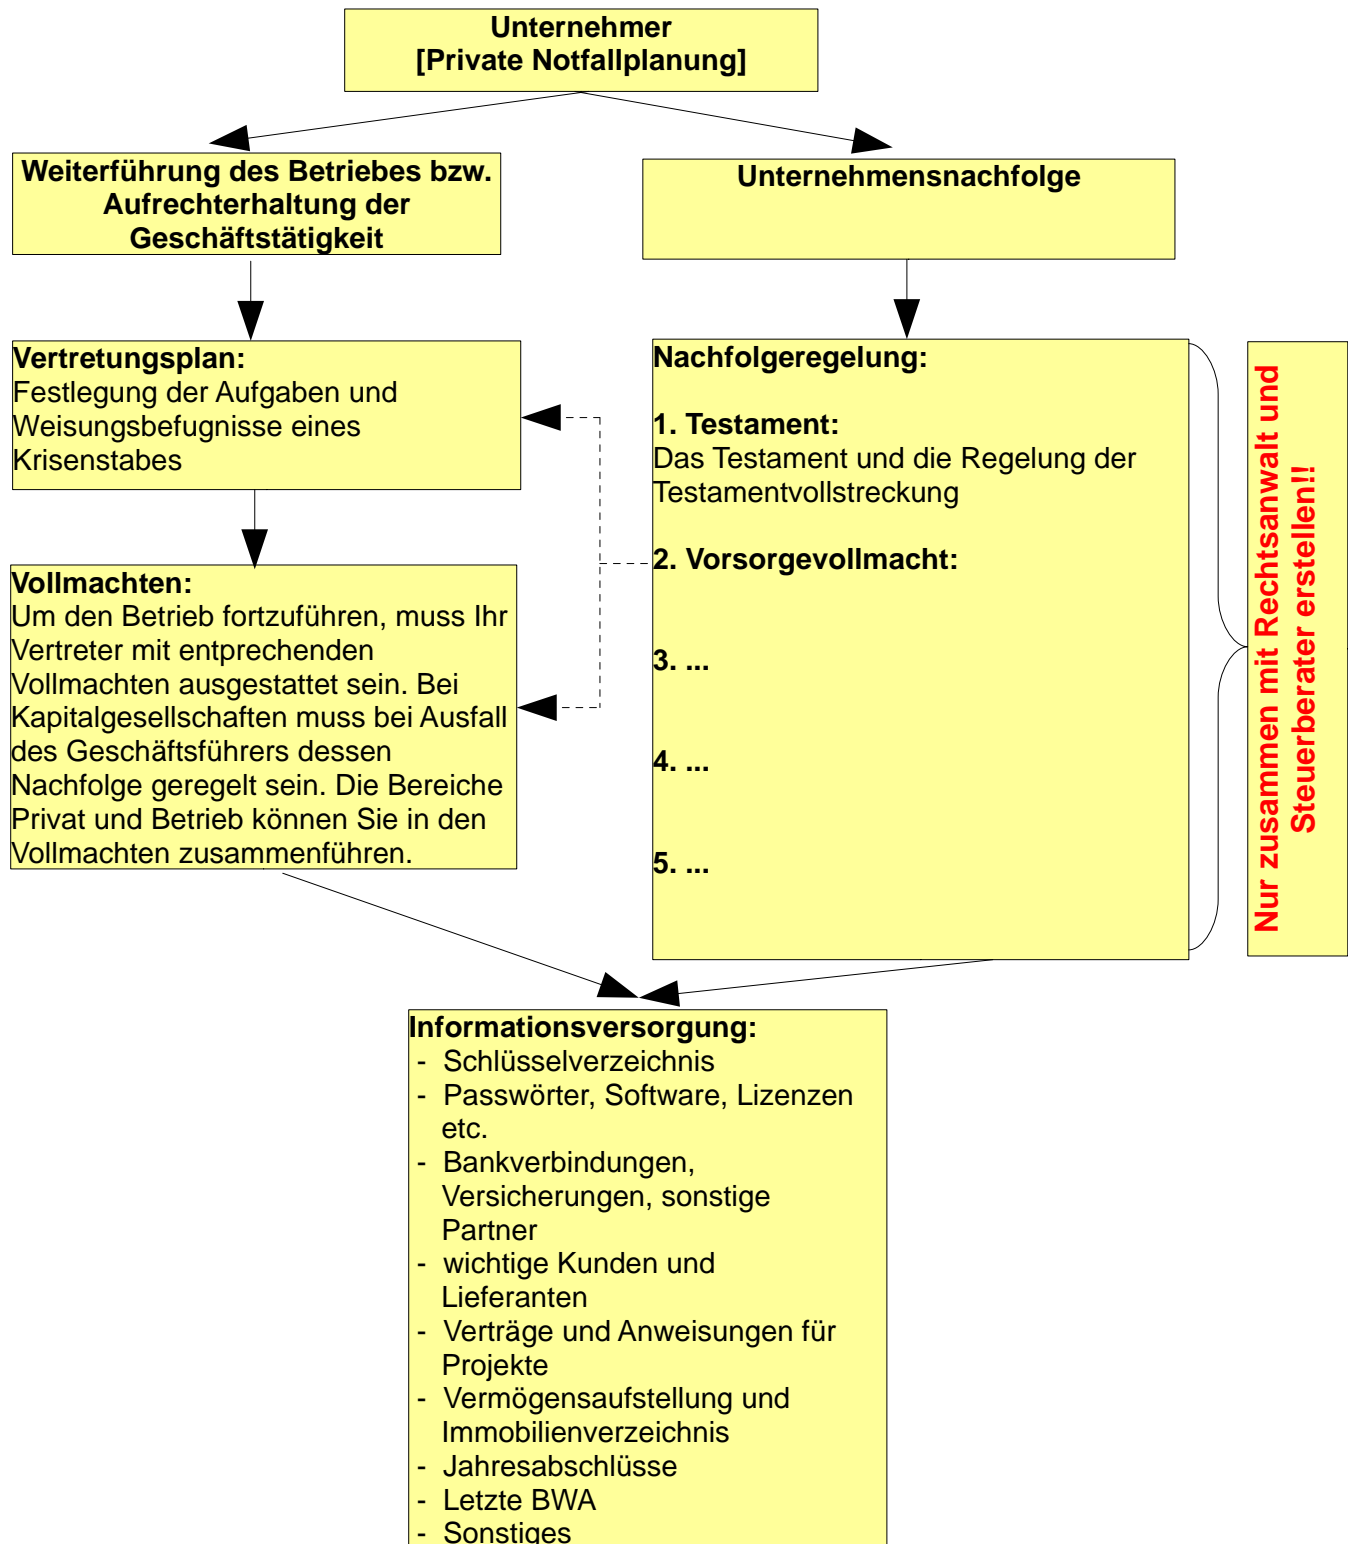 Unternehmer
[Private Notfallplanung]
Weiterführung des Betriebes bzw.
Aufrechterhaltung der
Geschäftstätigkeit
Unternehmensnachfolge
Vertretungsplan:
Festlegung der Aufgaben und
Weisungsbefugnisse eines
Krisenstabes
Vollmachten:
Um den Betrieb fortzuführen, muss Ihr
Vertreter mit entprechenden
Vollmachten ausgestattet sein. Bei
Kapitalgesellschaften muss bei Ausfall
des Geschäftsführers dessen
Nachfolge geregelt sein. Die Bereiche
Privat und Betrieb können Sie in den
Vollmachten zusammenführen.
Nachfolgeregelung:
1. Testament:
Das Testament und die Regelung der
Testamentvollstreckung
2. Vorsorgevollmacht:
3. ...
4. ...
5. ...
Nur zusammen mit Rechtsanwalt und
Steuerberater erstellen!!
Informationsversorgung:
- Schlüsselverzeichnis
- Passwörter, Software, Lizenzen
etc.
- Bankverbindungen,
Versicherungen, sonstige
Partner
- wichtige Kunden und
Lieferanten
- Verträge und Anweisungen für
Projekte
- Vermögensaufstellung und
Immobilienverzeichnis
- Jahresabschlüsse
- Letzte BWA
- Sonstiges